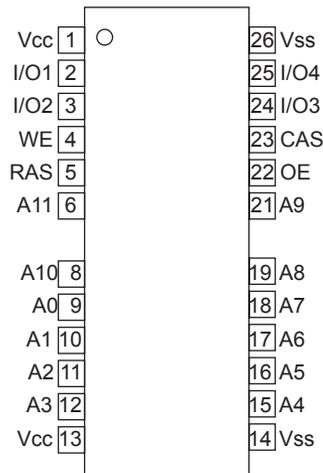 Vcc 1 26 Vss
I/O1 2 25 I/O4
I/O2 3 24 I/O3
WE 4 23 CAS
RAS 5 22 OE
A11 6 21 A9
A10 8 19 A8
A0 9 18 A7
A1 10 17 A6
A2 11 16 A5
A3 12 15 A4
Vcc 13 14 Vss